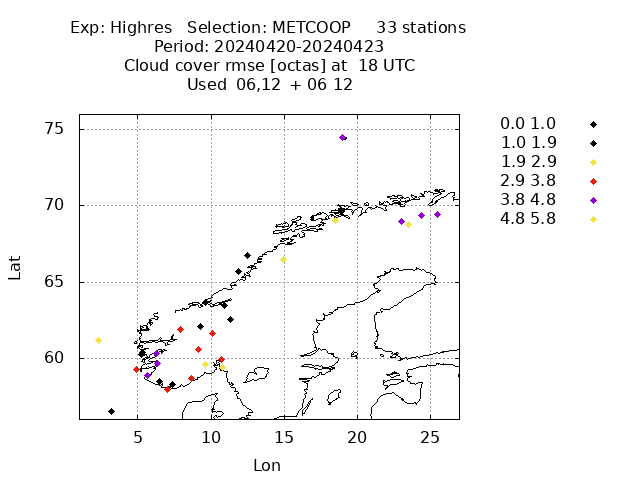 Exp: Highres   Selection: METCOOP     33 stations
Period: 20240420-20240423
Cloud cover rmse [octas] at  18 UTC
Used  06,12  + 06 12
0.0 1.0
1.0 1.9
1.9 2.9
2.9 3.8
3.8 4.8
4.8 5.8
75
70
65
60
Lat
5 10 15 20 25
Lon